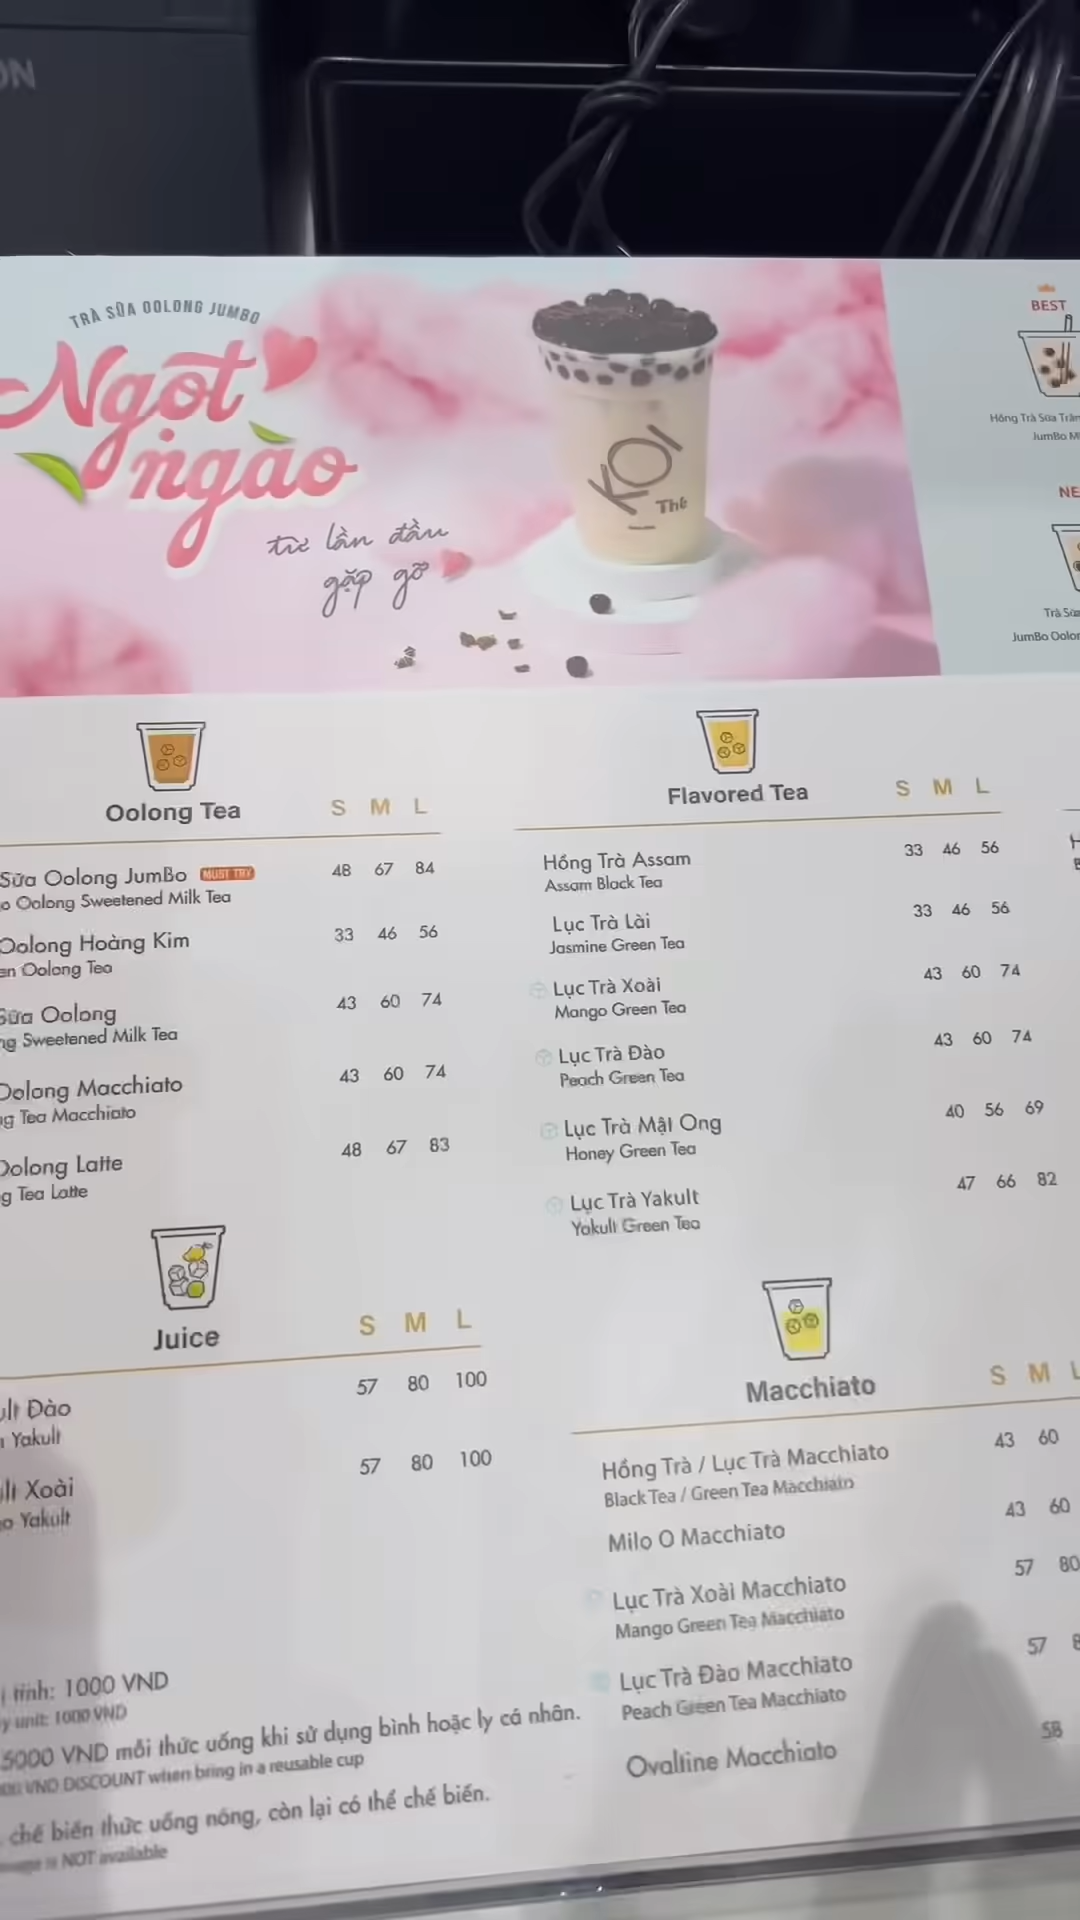 ON
TRÀ SỮA OOLONG JUMBO
Ngọt
ngào
từ lần đầu
gặp gỡ
KOI
Thé
BEST
Hồng Trà Sữa
JumBo
Oolong Tea
S M L
Sữa Oolong JumBo MUST TRY 48 67 84
Oolong Sweetened Milk Tea
Oolong Hoàng Kim 33 46 56
Oolong Tea
Sữa Oolong 43 60 74
Sweetened Milk Tea
Oolong Macchiato 43 60 74
Tea Macchiato
Oolong Latte 48 67 83
Tea Latte
Flavored Tea
S M L
Hồng Trà Assam 33 46 56
Assam Black Tea
Lục Trà Lài 33 46 56
Jasmine Green Tea
Lục Trà Xoài 43 60 74
Mango Green Tea
Lục Trà Đào 43 60 74
Peach Green Tea
Lục Trà Mật Ong 40 56 69
Honey Green Tea
Lục Trà Yakult 47 66 82
Yakult Green Tea
Trà
JumBo
Juice
S M L
Đào 57 80 100
Yakult
Xoài 57 80 100
Yakult
Macchiato
S M L
Hồng Trà / Lục Trà Macchiato 43 60
Black Tea / Green Tea Macchiato
Milo O Macchiato 43 60
Lục Trà Xoài Macchiato 57 80
Mango Green Tea Macchiato
Lục Trà Đào Macchiato 57
Peach Green Tea Macchiato
Ovaltine Macchiato 58
tính: 1000 VND
unit: 1000 VND
5000 VND mỗi thức uống khi sử dụng bình hoặc ly cá nhân.
VND DISCOUNT when bring in a reusable cup
chế biến thức uống nóng, còn lại có thể chế biến.
is NOT available